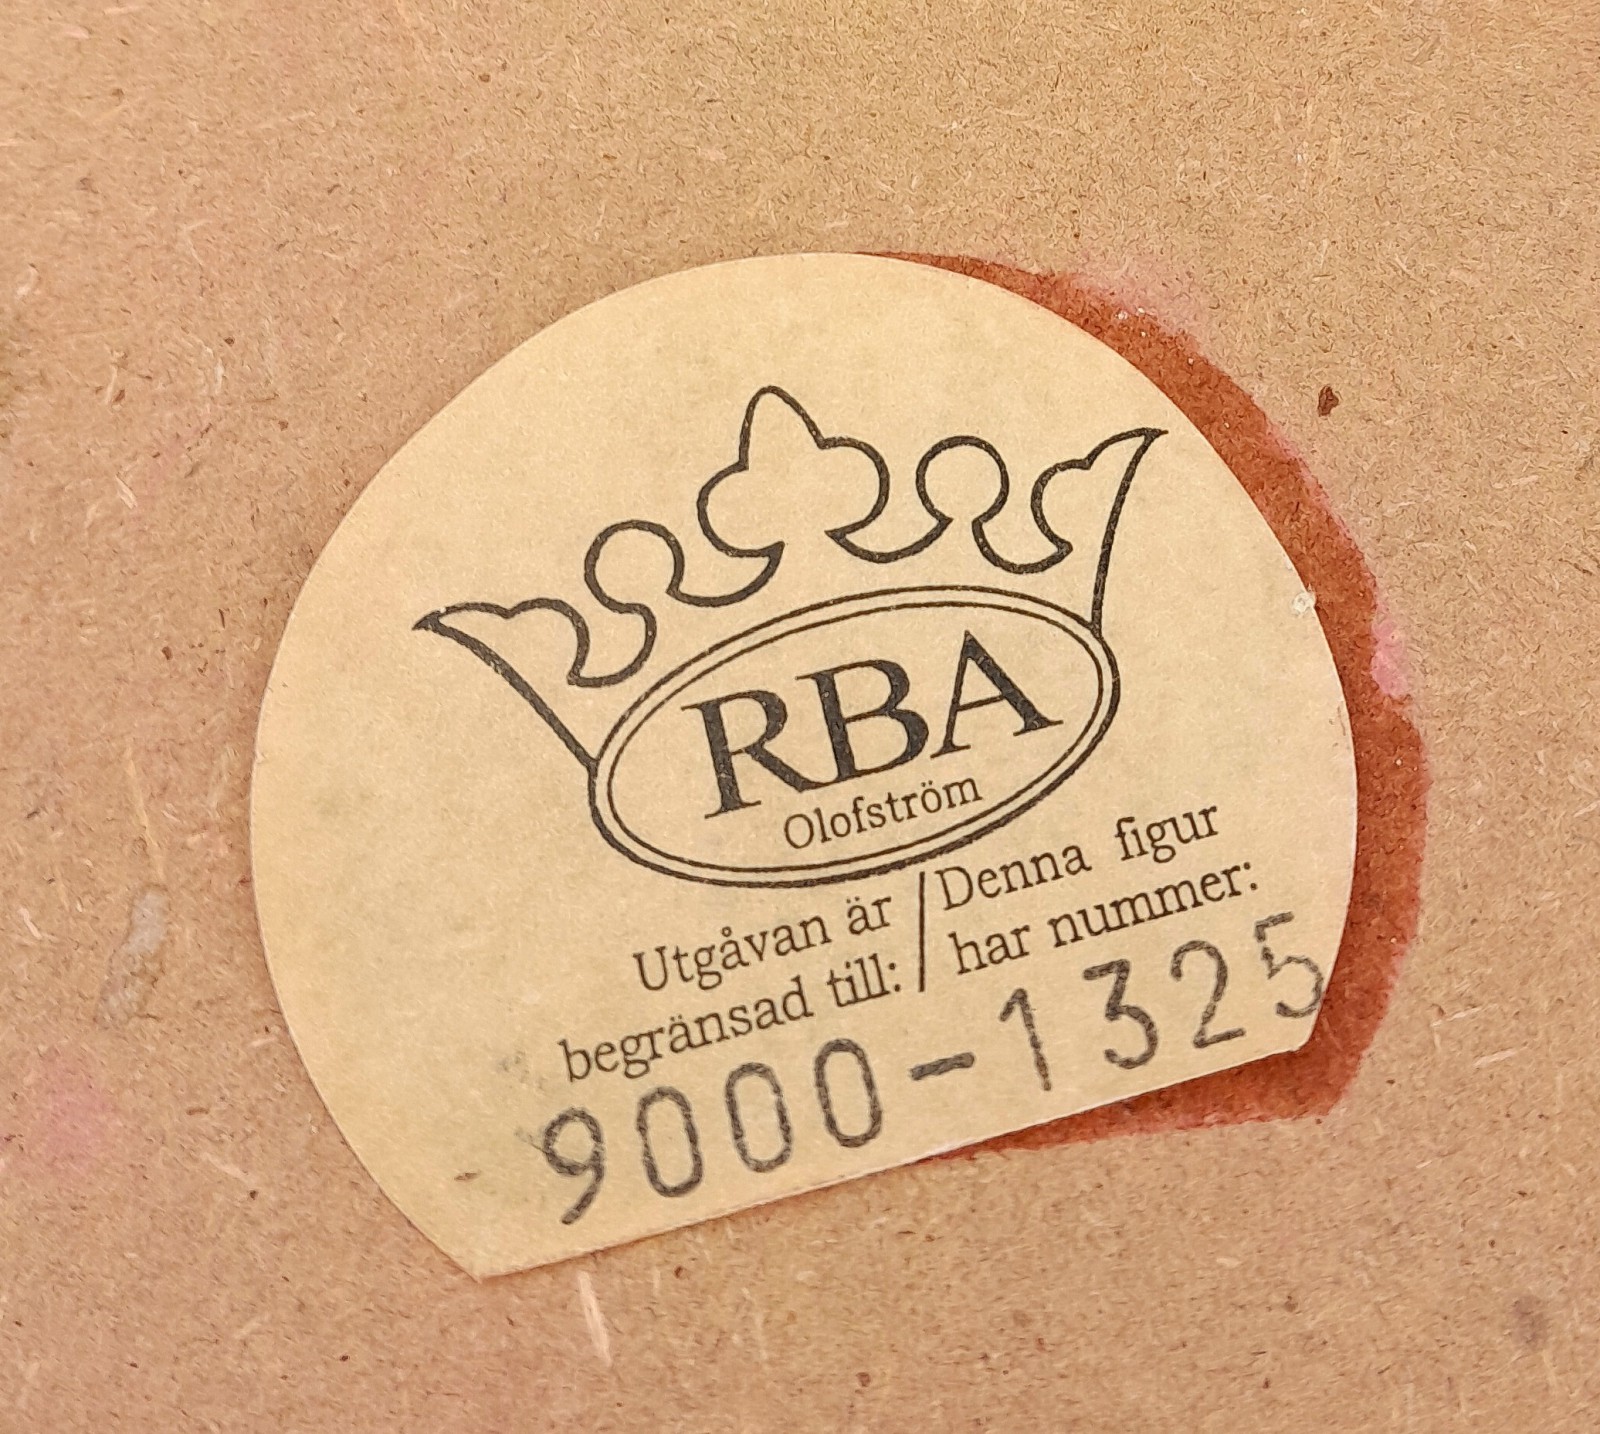 RBA
Olofström
Utgåvan är / Denna figur
begränsad till: / har nummer:
9000-1325